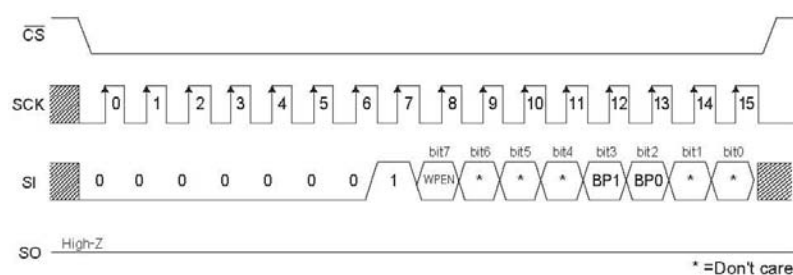 CS
SCK 0 1 2 3 4 5 6 7 8 9 10 11 12 13 14 15
bit7 bit6 bit5 bit4 bit3 bit2 bit1 bit0
SI 0 0 0 0 0 0 0 1 WPEN * * * BP1 BP0 * *
SO High-Z
* =Don't care